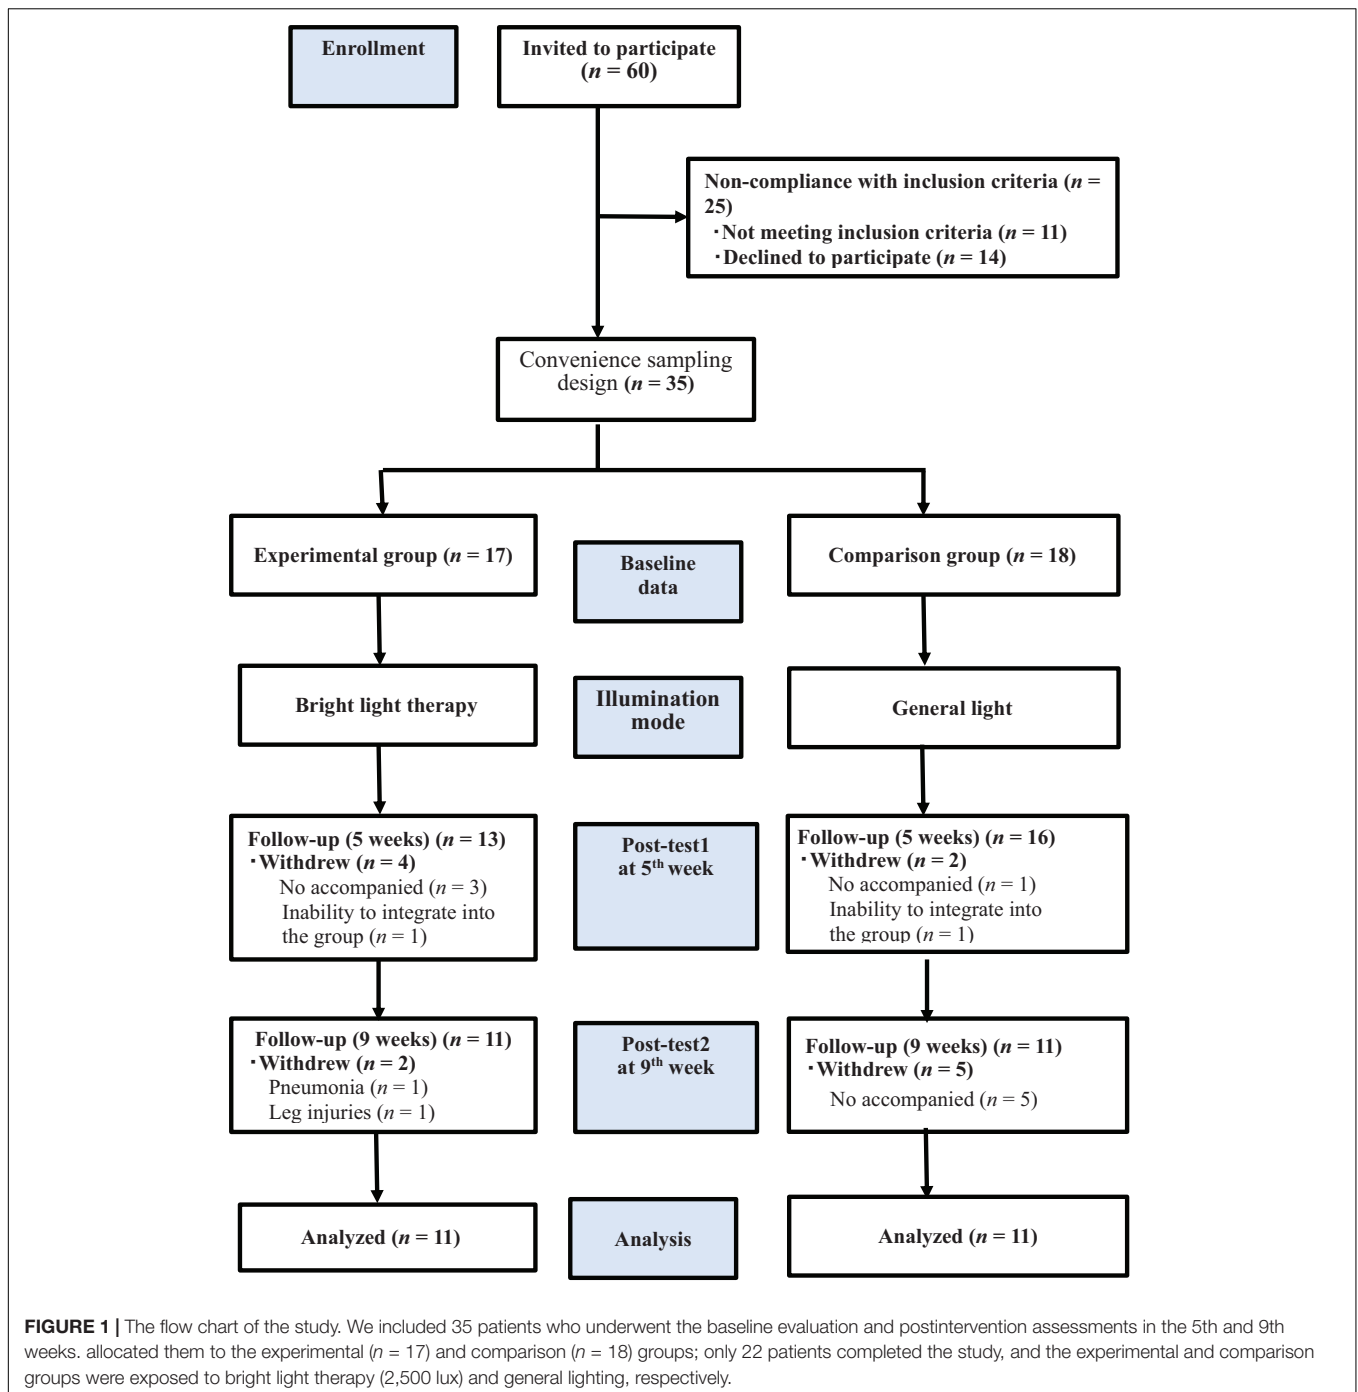 Enrollment
Invited to participate
(n = 60)
Non-compliance with inclusion criteria (n =
25)
･Not meeting inclusion criteria (n = 11)
･Declined to participate (n = 14)
Convenience sampling
design (n = 35)
Experimental group (n = 17)
Baseline
data
Comparison group (n = 18)
Bright light therapy
Illumination
mode
General light
Follow-up (5 weeks) (n = 13)
･Withdrew (n = 4)
No accompanied (n = 3)
Inability to integrate into
the group (n = 1)
Post-test1
at 5th week
Follow-up (5 weeks) (n = 16)
･Withdrew (n = 2)
No accompanied (n = 1)
Inability to integrate into
the group (n = 1)
Follow-up (9 weeks) (n = 11)
･Withdrew (n = 2)
Pneumonia (n = 1)
Leg injuries (n = 1)
Post-test2
at 9th week
Follow-up (9 weeks) (n = 11)
･Withdrew (n = 5)
No accompanied (n = 5)
Analyzed (n = 11)
Analysis
Analyzed (n = 11)
FIGURE 1 | The flow chart of the study. We included 35 patients who underwent the baseline evaluation and postintervention assessments in the 5th and 9th
weeks. allocated them to the experimental (n = 17) and comparison (n = 18) groups; only 22 patients completed the study, and the experimental and comparison
groups were exposed to bright light therapy (2,500 lux) and general lighting, respectively.